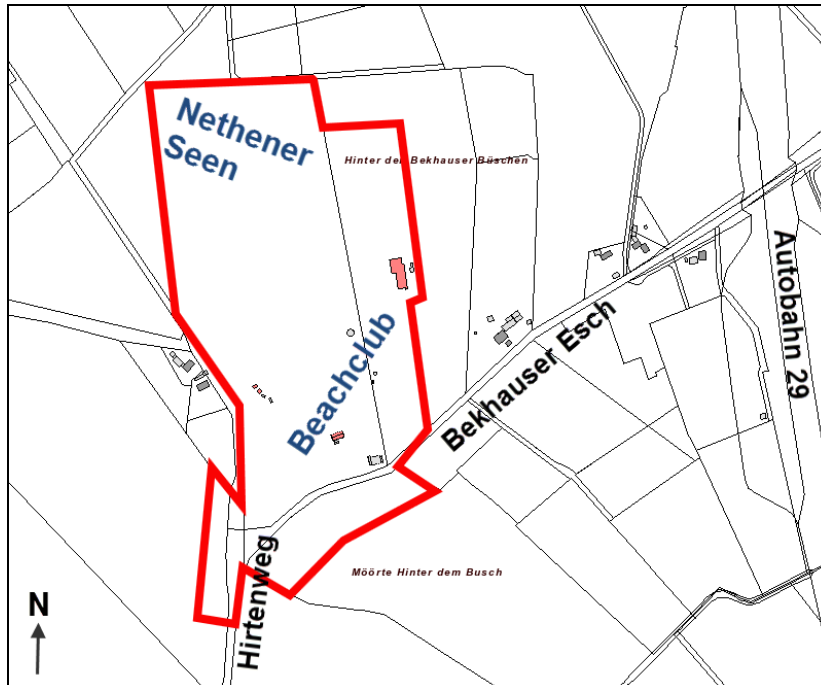 Nethener
Seen
Hinter den Bekhauser Büschen
Autobahn 29
Beachclub
Bekhauser Esch
Hirtenweg
Möörte Hinter dem Busch
N